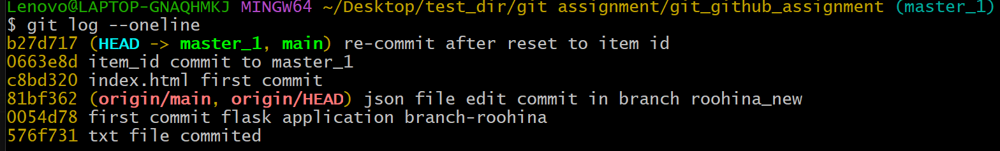 Lenovo@LAPTOP-GNAQHMKJ MINGW64 ~/Desktop/test_dir/git assignment/git_github_assignment (master_1)
$ git log --oneline
b27d717 (HEAD -> master_1, main) re-commit after reset to item id
0663e8d item_id commit to master_1
c8bd320 index.html first commit
81bf362 (origin/main, origin/HEAD) json file edit commit in branch roohina_new
0054d78 first commit flask application branch-roohina
576f731 txt file commited